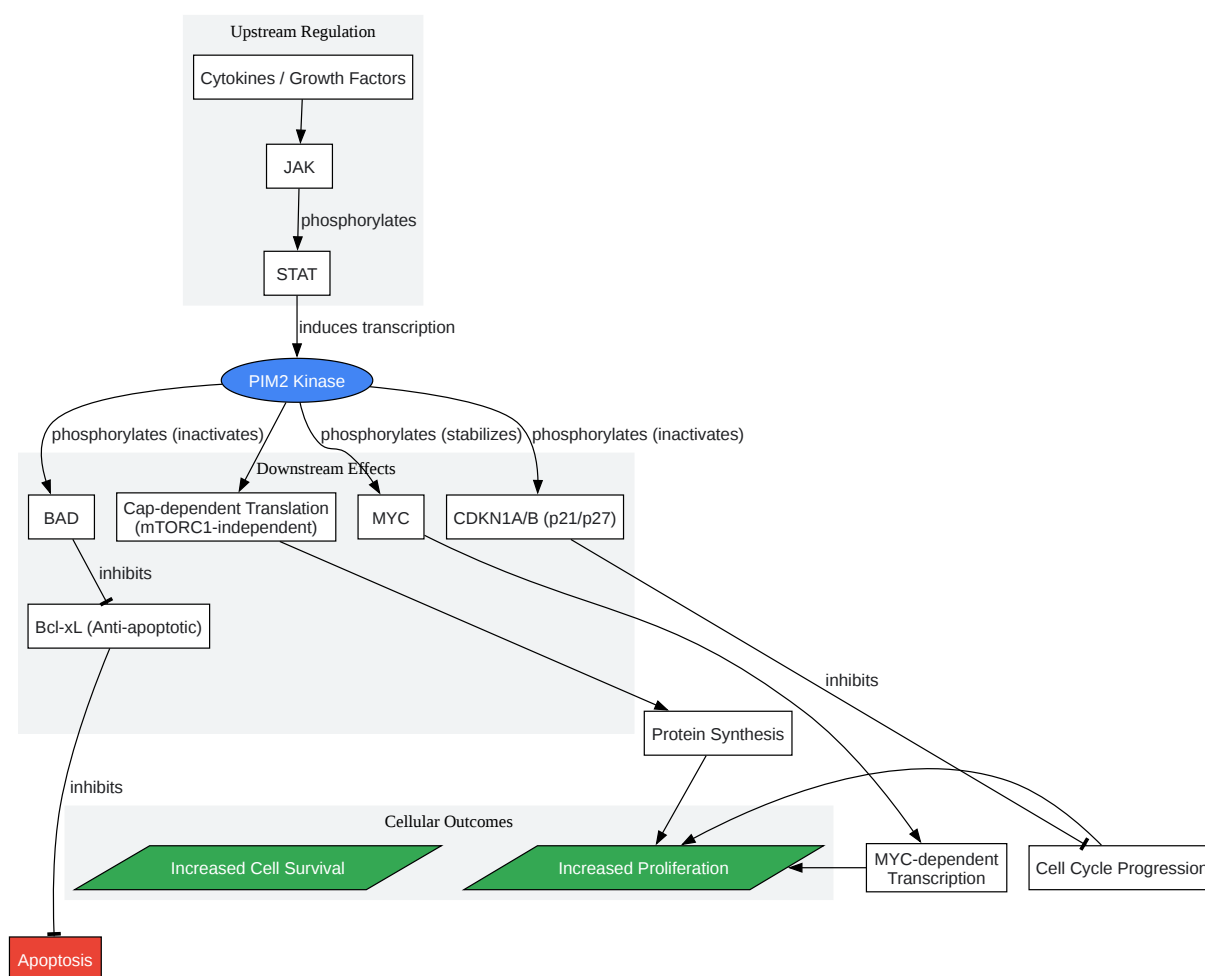 Upstream Regulation
Cytokines / Growth Factors
JAK
phosphorylates
STAT
induces transcription
PIM2 Kinase
phosphorylates (inactivates)
phosphorylates (stabilizes)
phosphorylates (inactivates)
Downstream Effects
BAD
Cap-dependent Translation
(mTORC1-independent)
MYC
CDKN1A/B (p21/p27)
inhibits
Bcl-xL (Anti-apoptotic)
inhibits
Protein Synthesis
inhibits
Cellular Outcomes
Increased Cell Survival
Increased Proliferation
MYC-dependent
Transcription
Cell Cycle Progression
Apoptosis